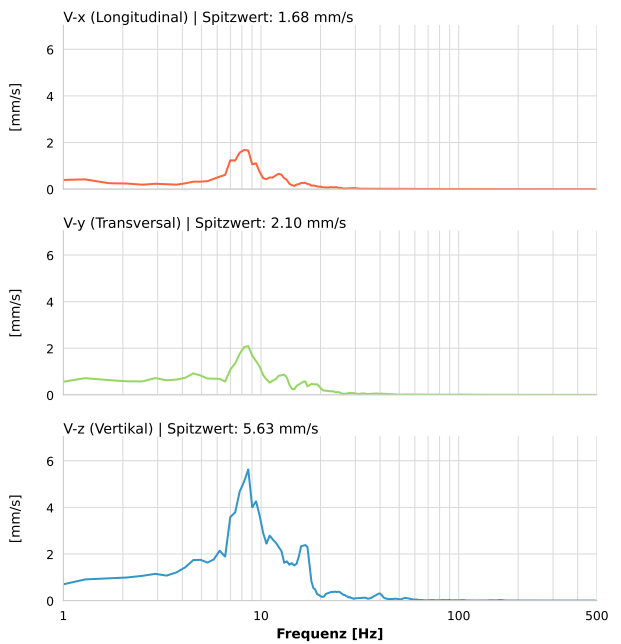 V-x (Longitudinal) | Spitzwert: 1.68 mm/s
6
4
2
0
[mm/s]
V-y (Transversal) | Spitzwert: 2.10 mm/s
6
4
2
0
[mm/s]
V-z (Vertikal) | Spitzwert: 5.63 mm/s
6
4
2
0
[mm/s]
1 10 100 500
Frequenz [Hz]